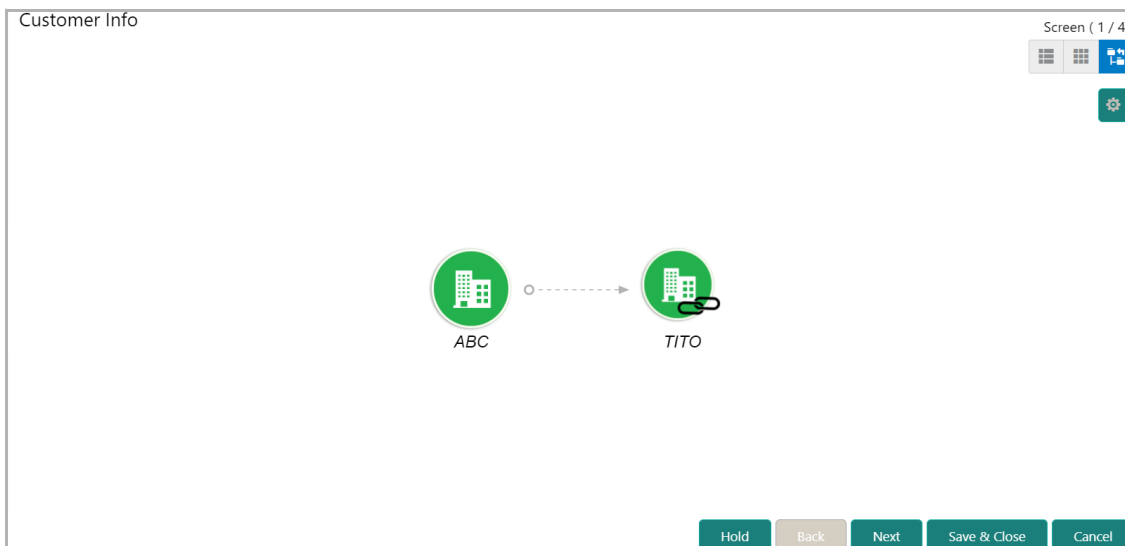 Customer Info
Screen ( 1 / 4
ABC
TITO
Hold
Back
Next
Save & Close
Cancel